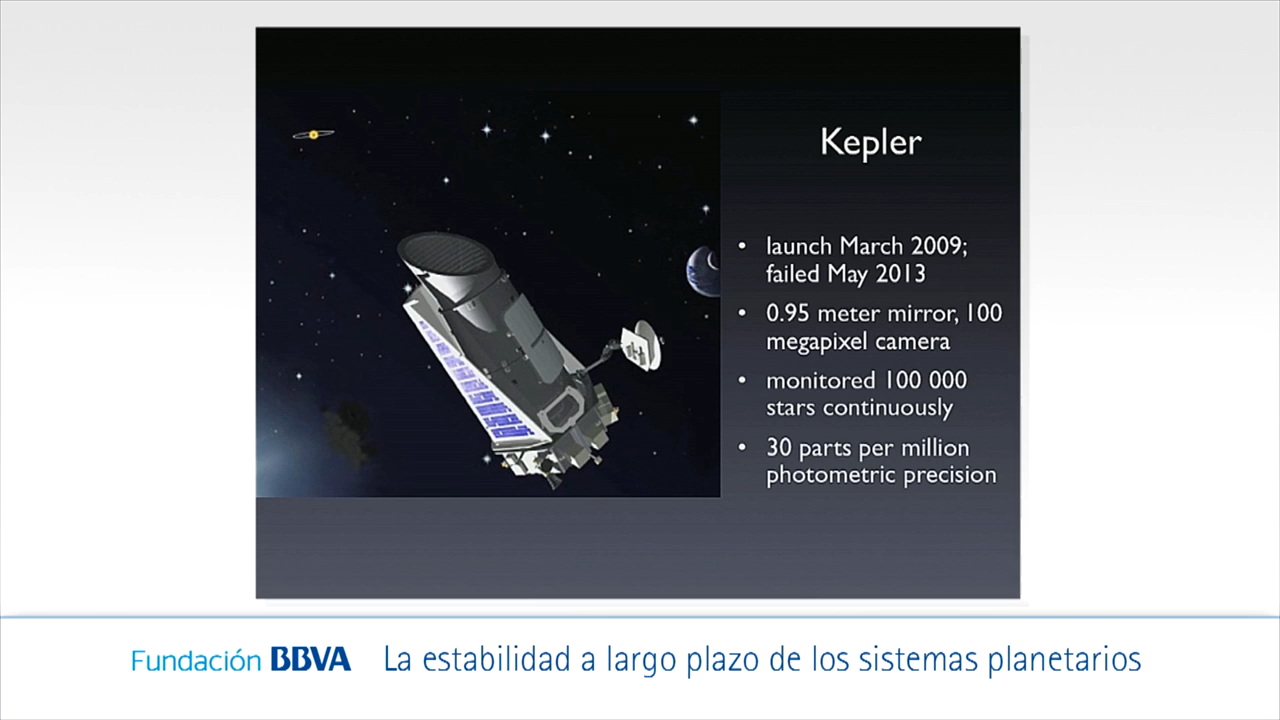 Kepler
• launch March 2009;
failed May 2013
• 0.95 meter mirror, 100
megapixel camera
• monitored 100 000
stars continuously
• 30 parts per million
photometric precision
Fundación BBVA La estabilidad a largo plazo de los sistemas planetarios